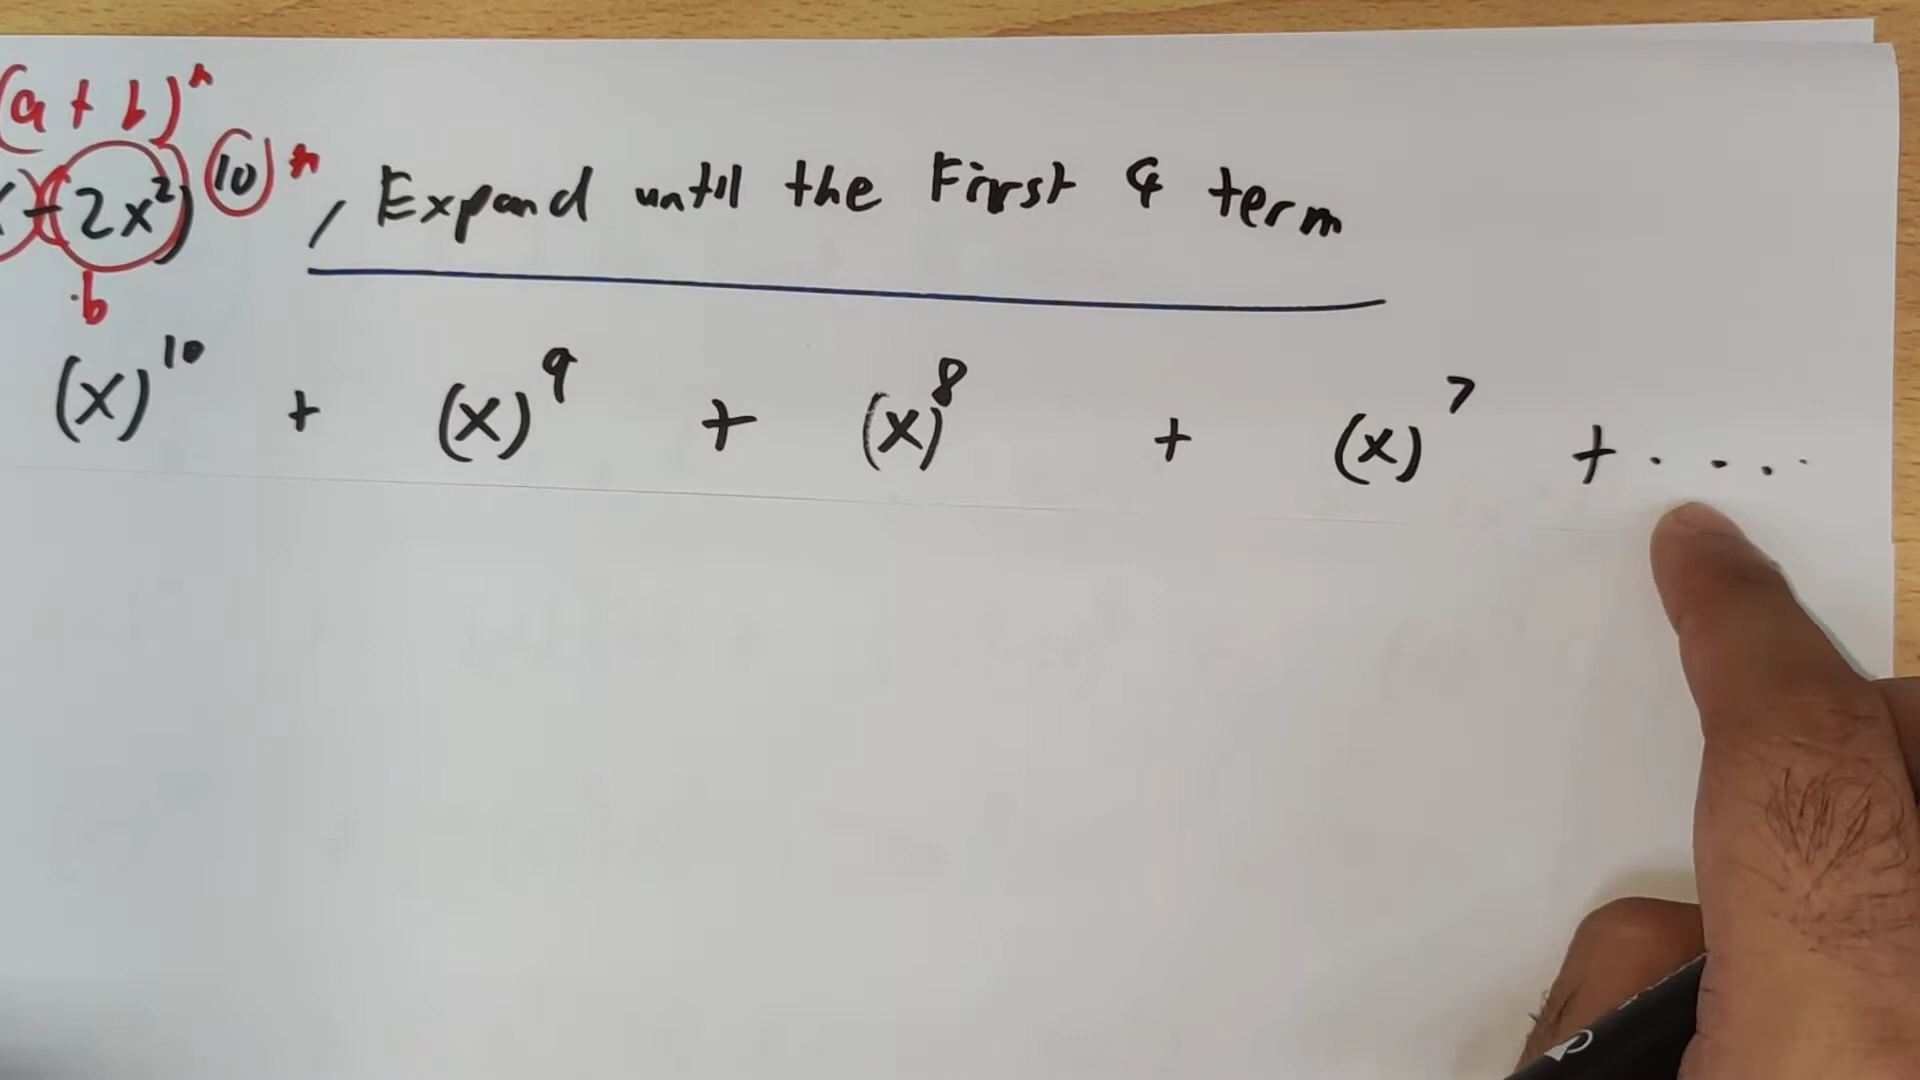 (a + b)ⁿ
-2x²)¹⁰ n, Expand until the First 4 term
b
(x)¹⁰ + (x)⁹ + (x)⁸ + (x)⁷ + ....